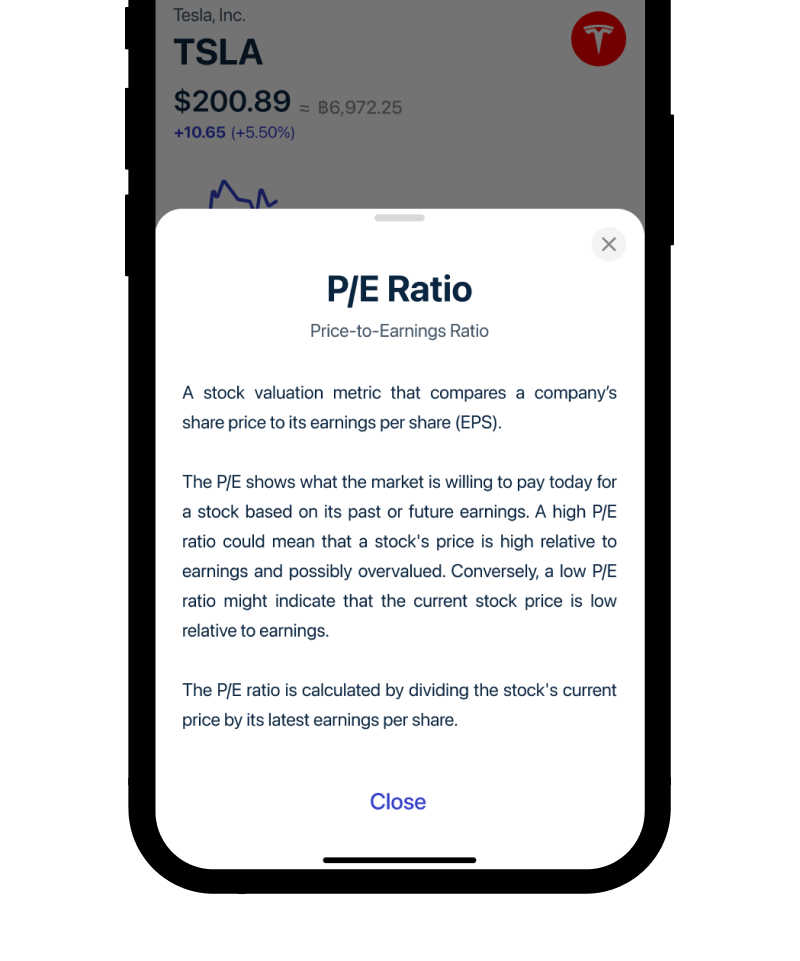 Tesla, Inc.
TSLA
$200.89 ≈ ฿6,972.25
+10.65 (+5.50%)
P/E Ratio
Price-to-Earnings Ratio
A stock valuation metric that compares a company’s
share price to its earnings per share (EPS).
The P/E shows what the market is willing to pay today for
a stock based on its past or future earnings. A high P/E
ratio could mean that a stock's price is high relative to
earnings and possibly overvalued. Conversely, a low P/E
ratio might indicate that the current stock price is low
relative to earnings.
The P/E ratio is calculated by dividing the stock's current
price by its latest earnings per share.
Close